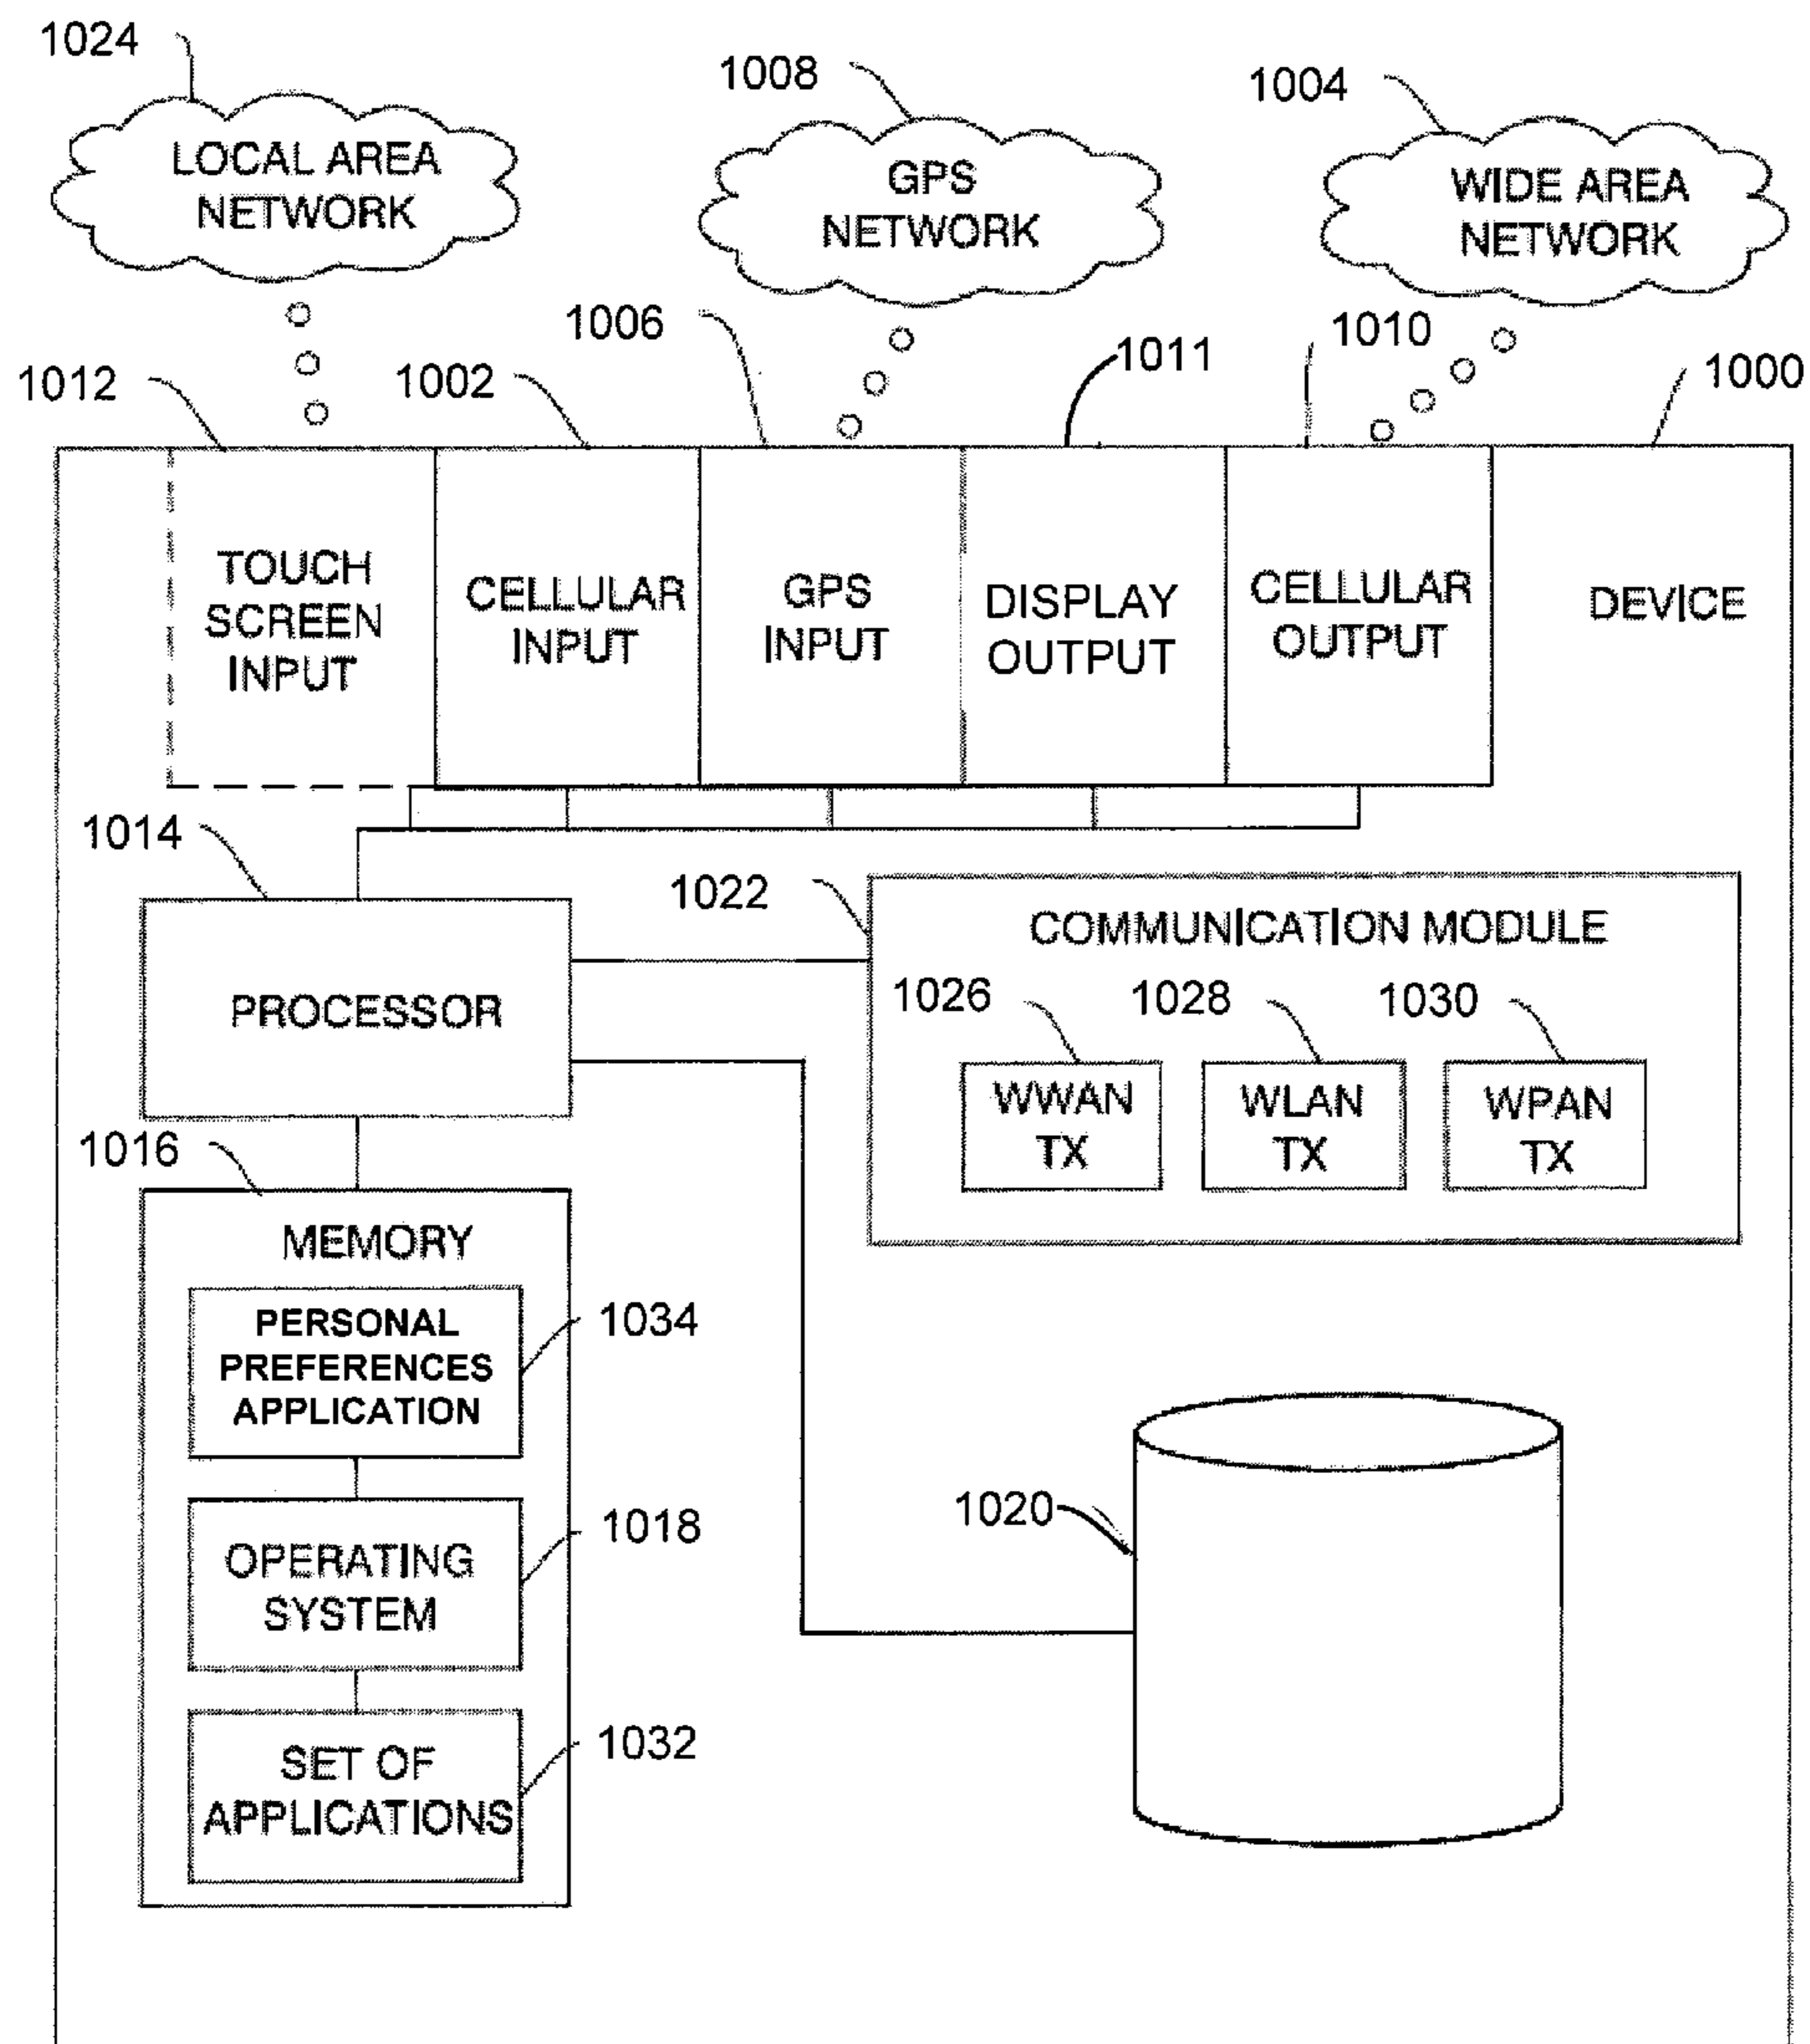 1024
1008
1004
LOCAL AREA
NETWORK
GPS
NETWORK
WIDE AREA
NETWORK
1012
1002
1006
1011
1010
1000
TOUCH
SCREEN
INPUT
CELLULAR
INPUT
GPS
INPUT
DISPLAY
OUTPUT
CELLULAR
OUTPUT
DEVICE
1014
PROCESSOR
1022
COMMUNICATION MODULE
1026
1028
1030
WWAN
TX
WLAN
TX
WPAN
TX
1016
MEMORY
PERSONAL
PREFERENCES
APPLICATION
1034
OPERATING
SYSTEM
1018
SET OF
APPLICATIONS
1032
1020